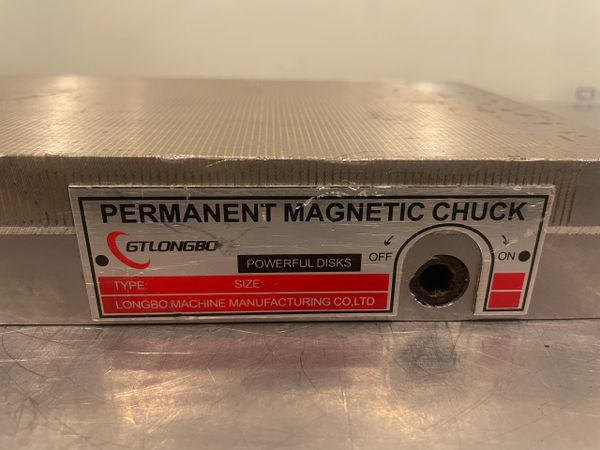 PERMANENT MAGNETIC CHUCK
GTLONGBO
POWERFUL DISKS
OFF
ON
TYPE: SIZE:
LONGBO MACHINE MANUFACTURING CO,LTD